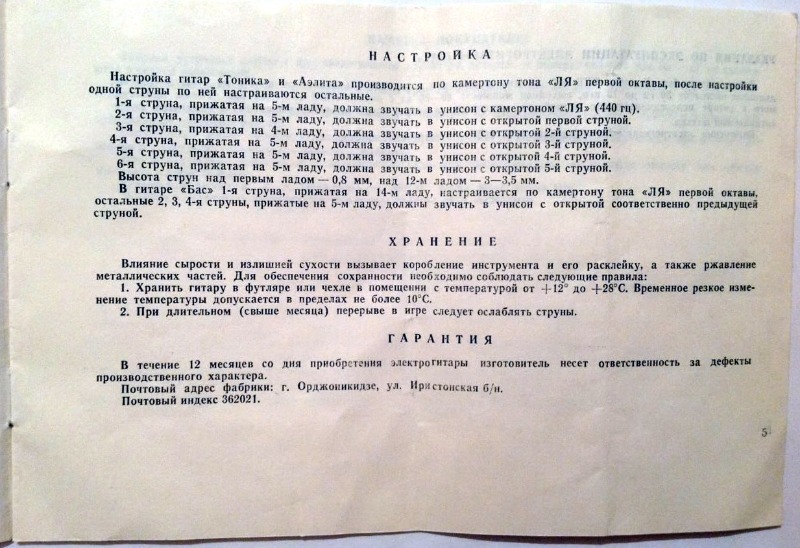 НАСТРОЙКА
Настройка гитар «Тоника» и «Аэлита» производится по камертону тона «ЛЯ» первой октавы, после настройки
одной струны по ней настраиваются остальные.
1-я струна, прижатая на 5-м ладу, должна звучать в унисон с камертоном «ЛЯ» (440 гц).
2-я струна, прижатая на 5-м ладу, должна звучать в унисон с открытой первой струной.
3-я струна, прижатая на 4-м ладу, должна звучать в унисон с открытой 2-й струной.
4-я струна, прижатая на 5-м ладу, должна звучать в унисон с открытой 3-й струной.
5-я струна, прижатая на 5-м ладу, должна звучать в унисон с открытой 4-й струной.
6-я струна, прижатая на 5-м ладу, должна звучать в унисон с открытой 5-й струной.
Высота струн над первым ладом — 0,8 мм, над 12-м ладом — 3—3,5 мм.
В гитаре «Бас» 1-я струна, прижатая на 14-м ладу, настраивается по камертону тона «ЛЯ» первой октавы,
остальные 2, 3, 4-я струны, прижатые на 5-м ладу, должны звучать в унисон с открытой соответственно предыдущей
струной.
ХРАНЕНИЕ
Влияние сырости и излишней сухости вызывает коробление инструмента и его расклейку, а также ржавление
металлических частей. Для обеспечения сохранности необходимо соблюдать следующие правила:
1. Хранить гитару в футляре или чехле в помещении с температурой от +12° до +28°С. Временное резкое изме-
нение температуры допускается в пределах не более 10°С.
2. При длительном (свыше месяца) перерыве в игре следует ослаблять струны.
ГАРАНТИЯ
В течение 12 месяцев со дня приобретения электрогитары изготовитель несет ответственность за дефекты
производственного характера.
Почтовый адрес фабрики: г. Орджоникидзе, ул. Иристонская б/н.
Почтовый индекс 362021.
5